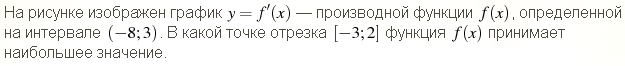 На рисунке изображен график y = f′(x) — производной функции f(x), определенной
на интервале (−8;3). В какой точке отрезка [−3;2] функция f(x) принимает
наибольшее значение.